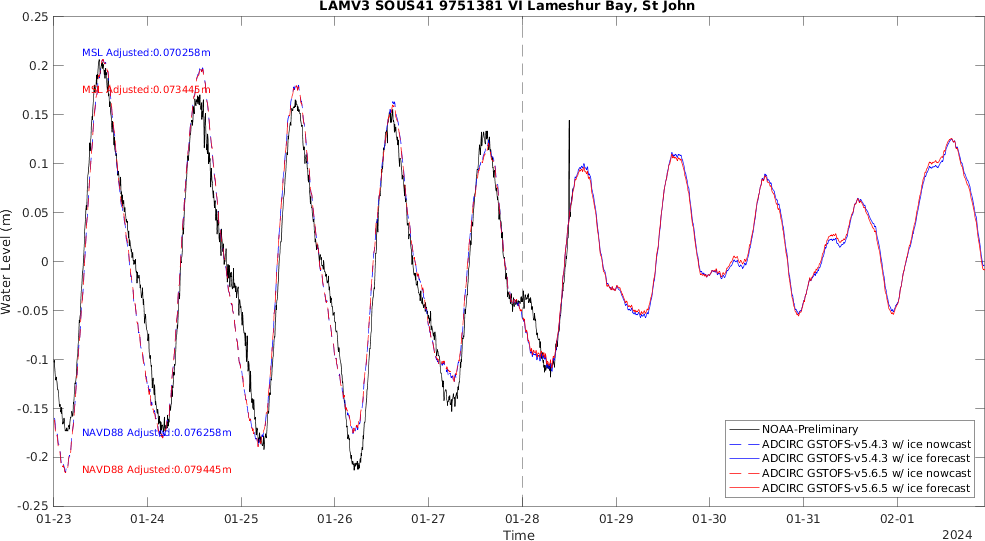 LAMV3 SOUS41 9751381 VI Lameshur Bay, St John
0.25
0.2
0.15
0.1
0.05
0
-0.05
-0.1
-0.15
-0.2
-0.25
Water Level (m)
MSL Adjusted:0.070258m
MSL Adjusted:0.073445m
NAVD88 Adjusted:0.076258m
NAVD88 Adjusted:0.079445m
NOAA-Preliminary
ADCIRC GSTOFS-v5.4.3 w/ ice nowcast
ADCIRC GSTOFS-v5.4.3 w/ ice forecast
ADCIRC GSTOFS-v5.6.5 w/ ice nowcast
ADCIRC GSTOFS-v5.6.5 w/ ice forecast
01-23 01-24 01-25 01-26 01-27 01-28 01-29 01-30 01-31 02-01
Time
2024